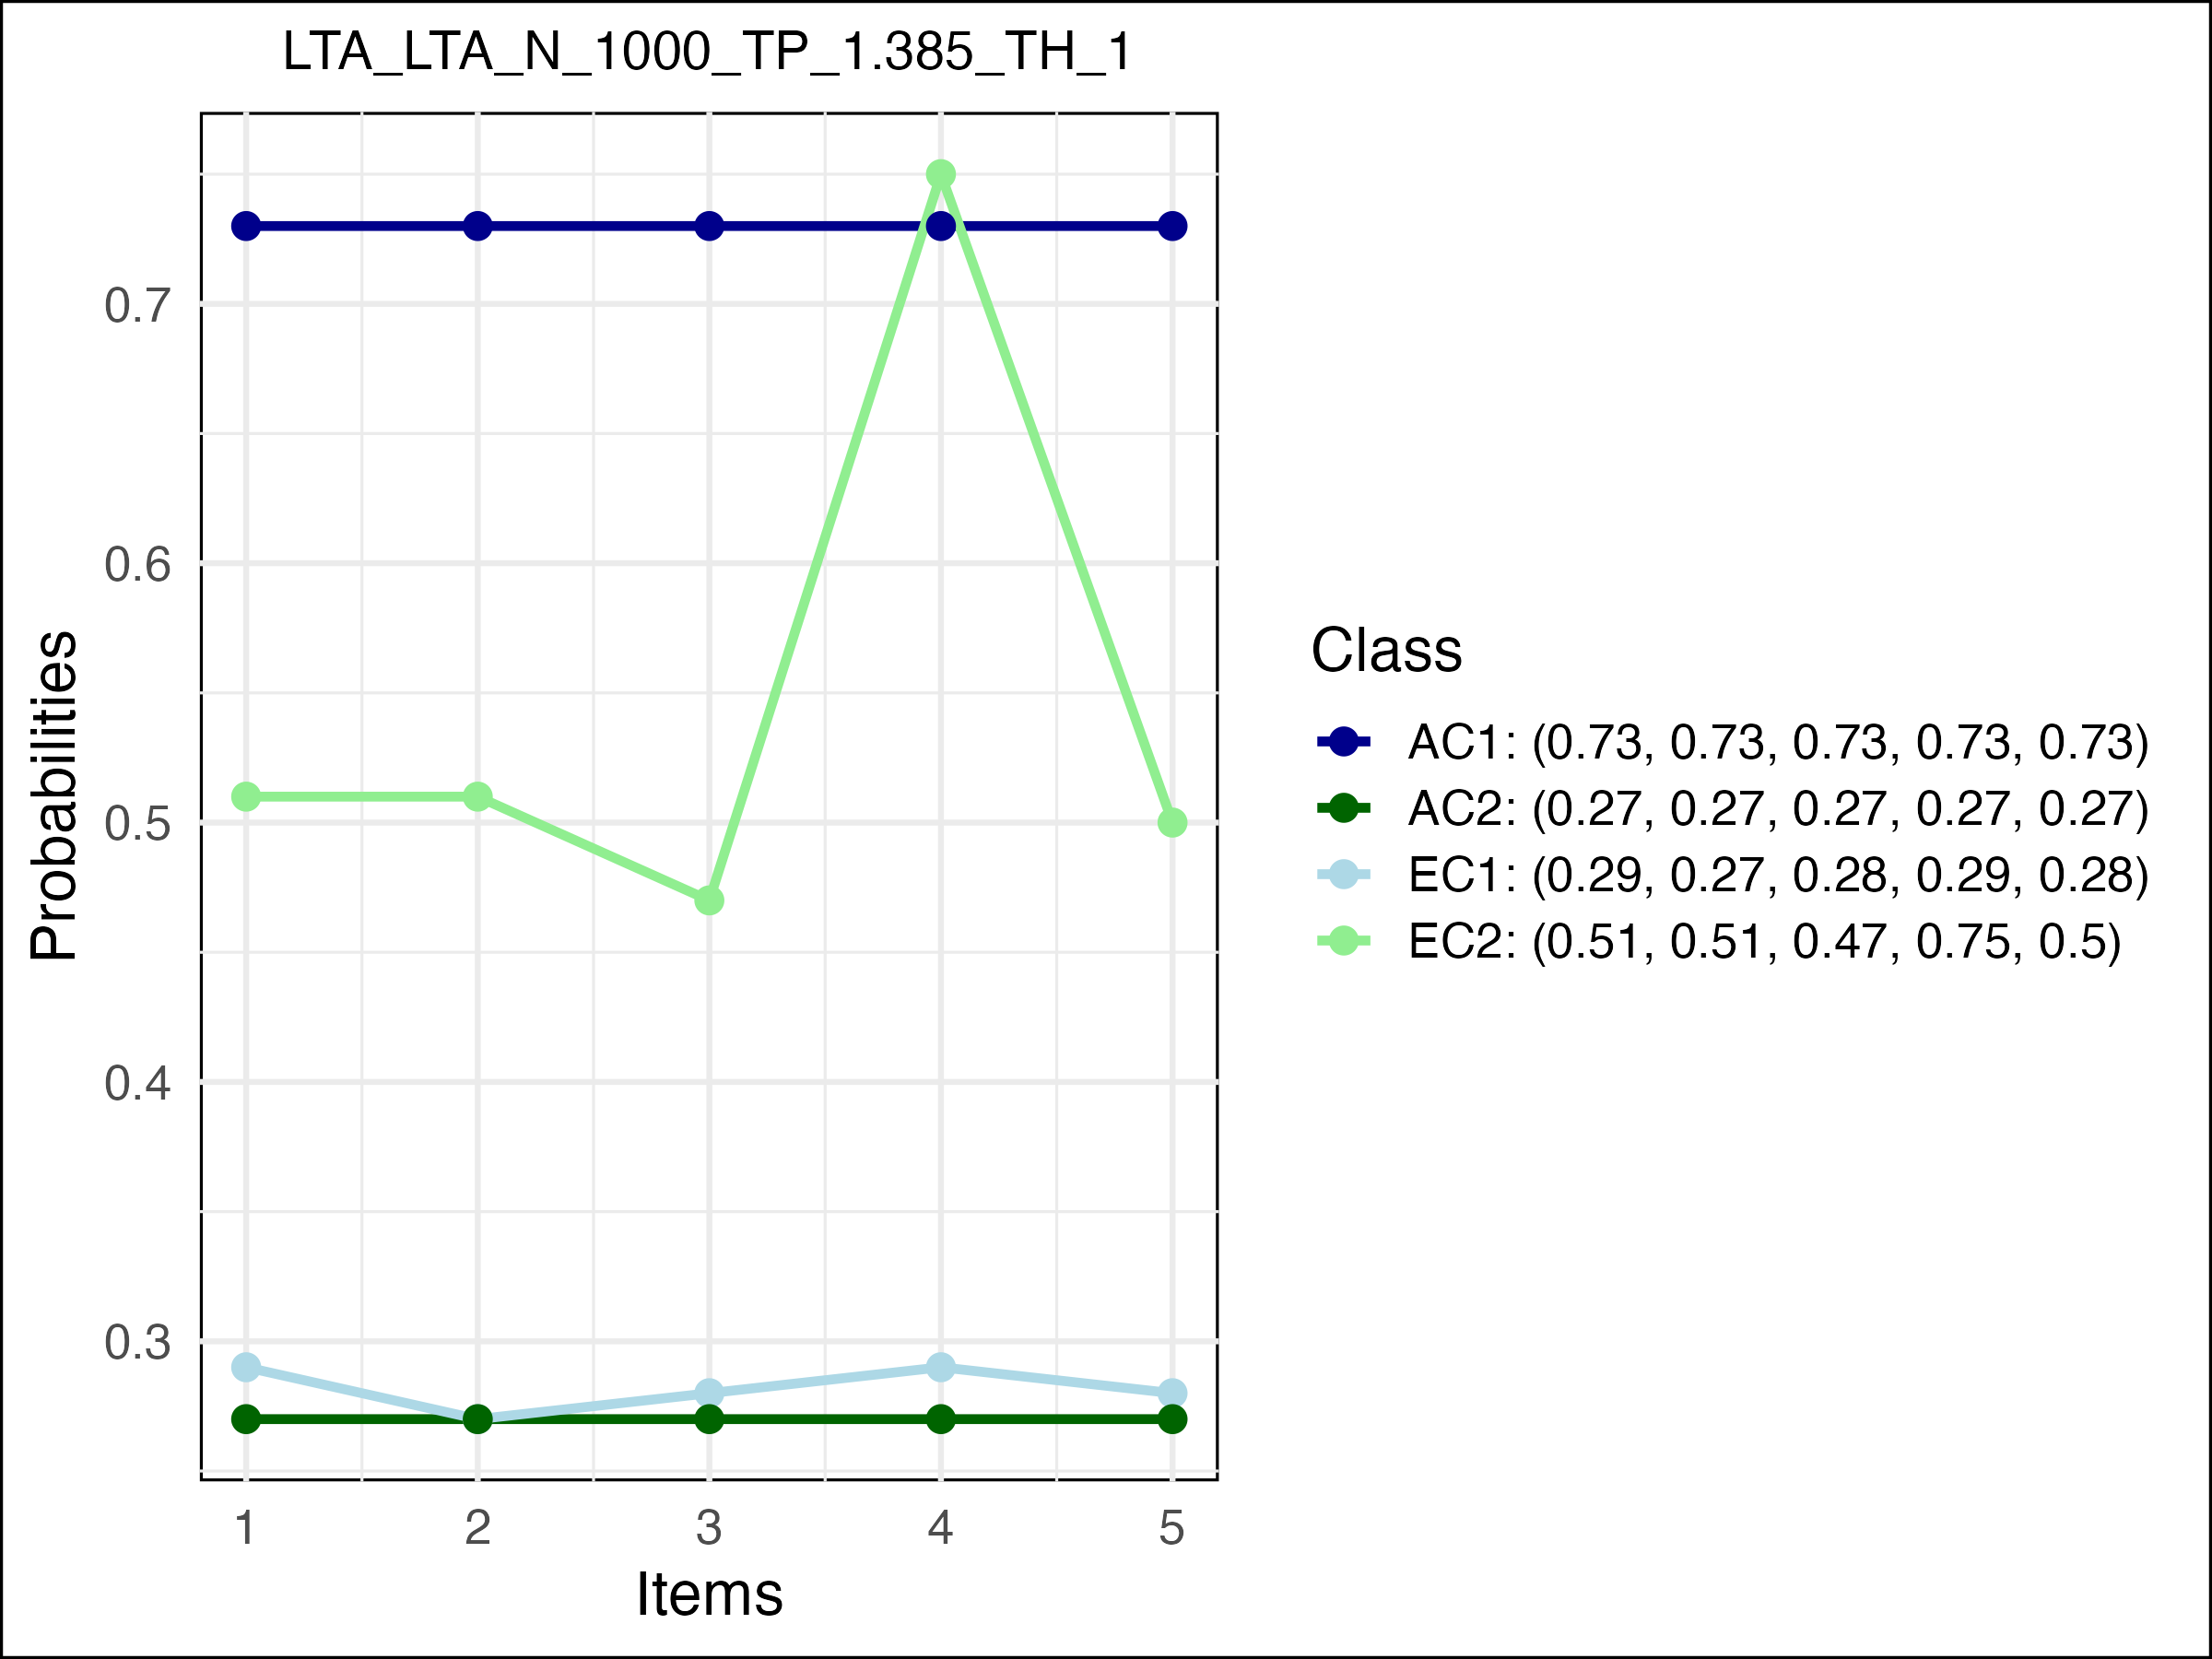 LTA_LTA_N_1000_TP_1.385_TH_1
Probabilities
0.7
0.6
0.5
0.4
0.3
1 2 3 4 5
Items
Class
AC1: (0.73, 0.73, 0.73, 0.73, 0.73)
AC2: (0.27, 0.27, 0.27, 0.27, 0.27)
EC1: (0.29, 0.27, 0.28, 0.29, 0.28)
EC2: (0.51, 0.51, 0.47, 0.75, 0.5)